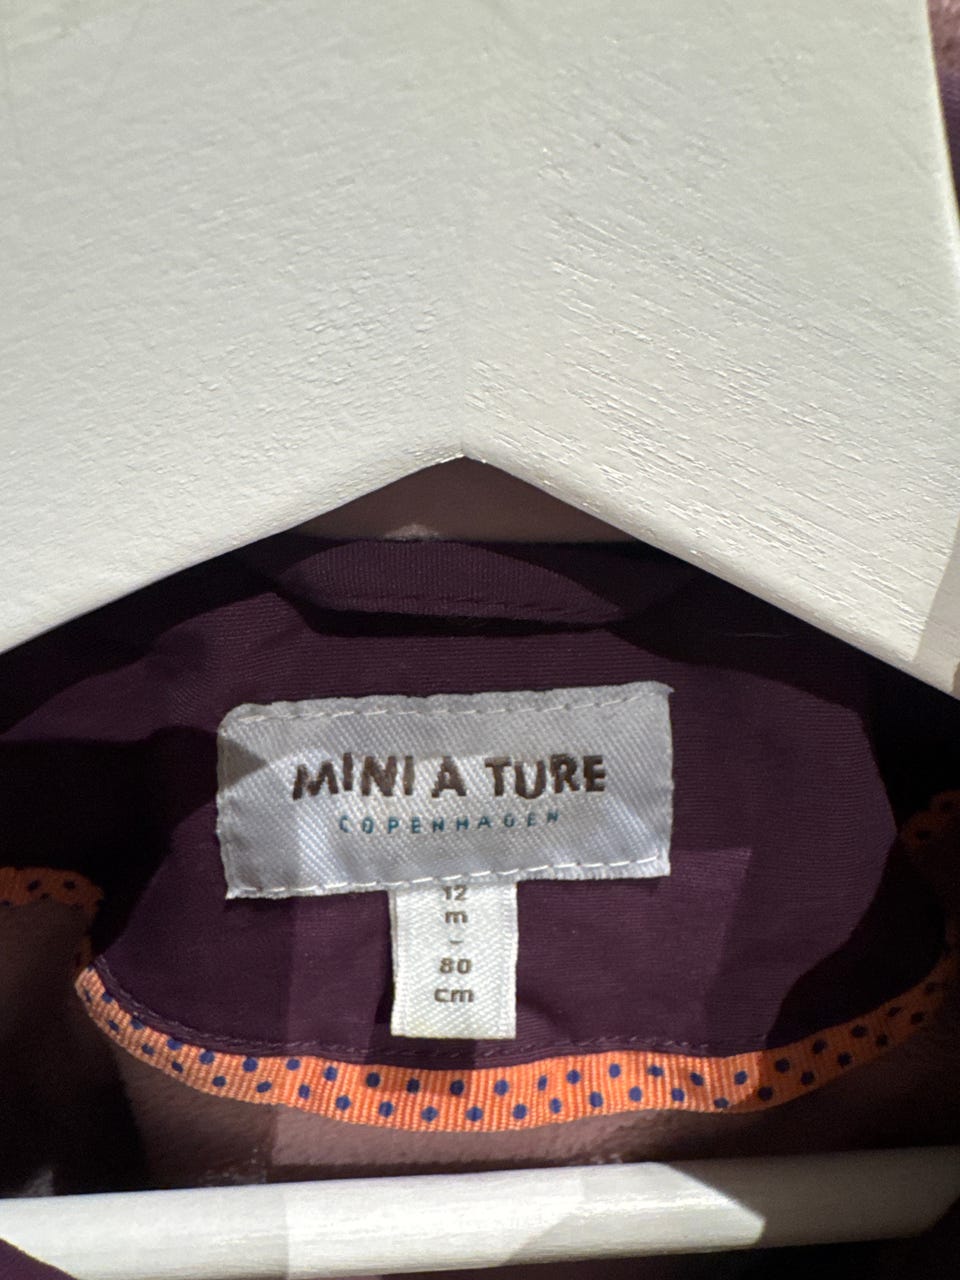 MINI A TURE
COPENHAGEN
12
m
-
80
cm